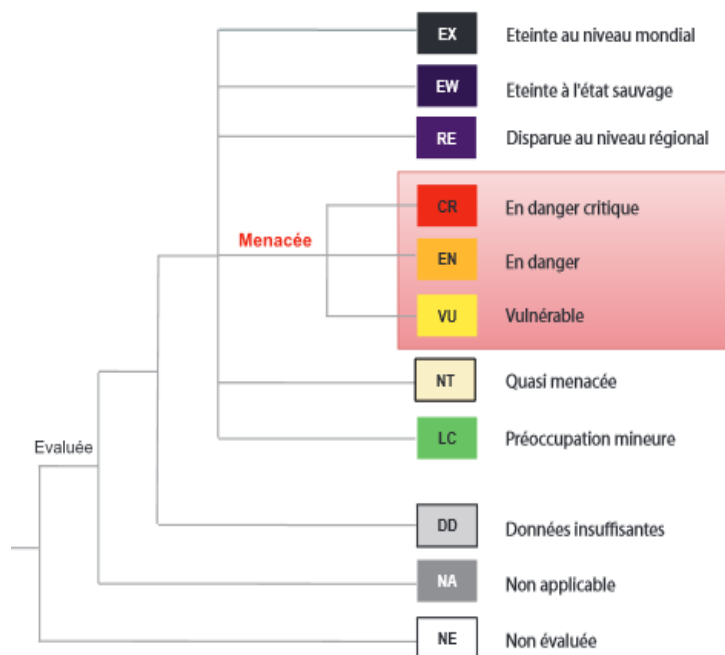 EX Eteinte au niveau mondial
EW Eteinte à l'état sauvage
RE Disparue au niveau régional
CR En danger critique
Menacée
EN En danger
VU Vulnérable
NT Quasi menacée
LC Préoccupation mineure
Evaluée
DD Données insuffisantes
NA Non applicable
NE Non évaluée